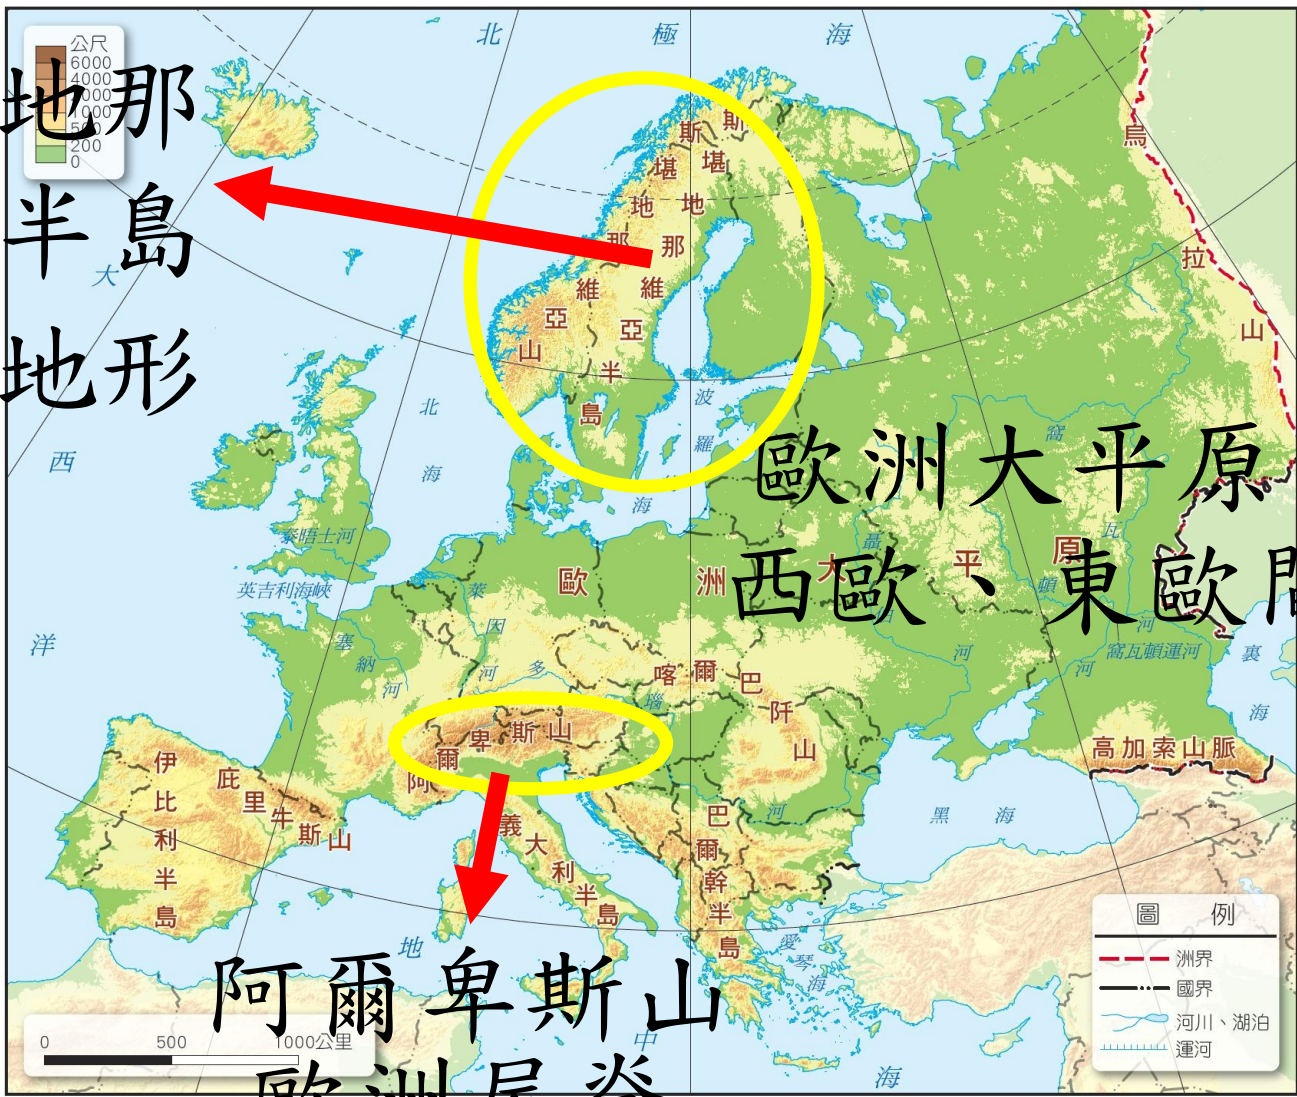 公尺
6000
4000
200
0
地那
半島
地形
北極海
大西洋
北海
波羅海
斯堪地那維亞山
斯堪地那維亞半島
烏拉山
歐洲大平原
西歐、東歐
歐洲大平原
泰晤士河
英吉利海峽
塞納河
萊因河
多瑙河
窩瓦河
頓河
窩瓦頓運河
裏海
喀爾巴阡山
阿爾卑斯山
高加索山脈
黑海
伊比利半島
庇里牛斯山
義大利半島
巴爾幹半島
愛琴海
地中海
阿爾卑斯山
歐洲屋脊
0 500 1000公里
圖例
洲界
國界
河川、湖泊
運河